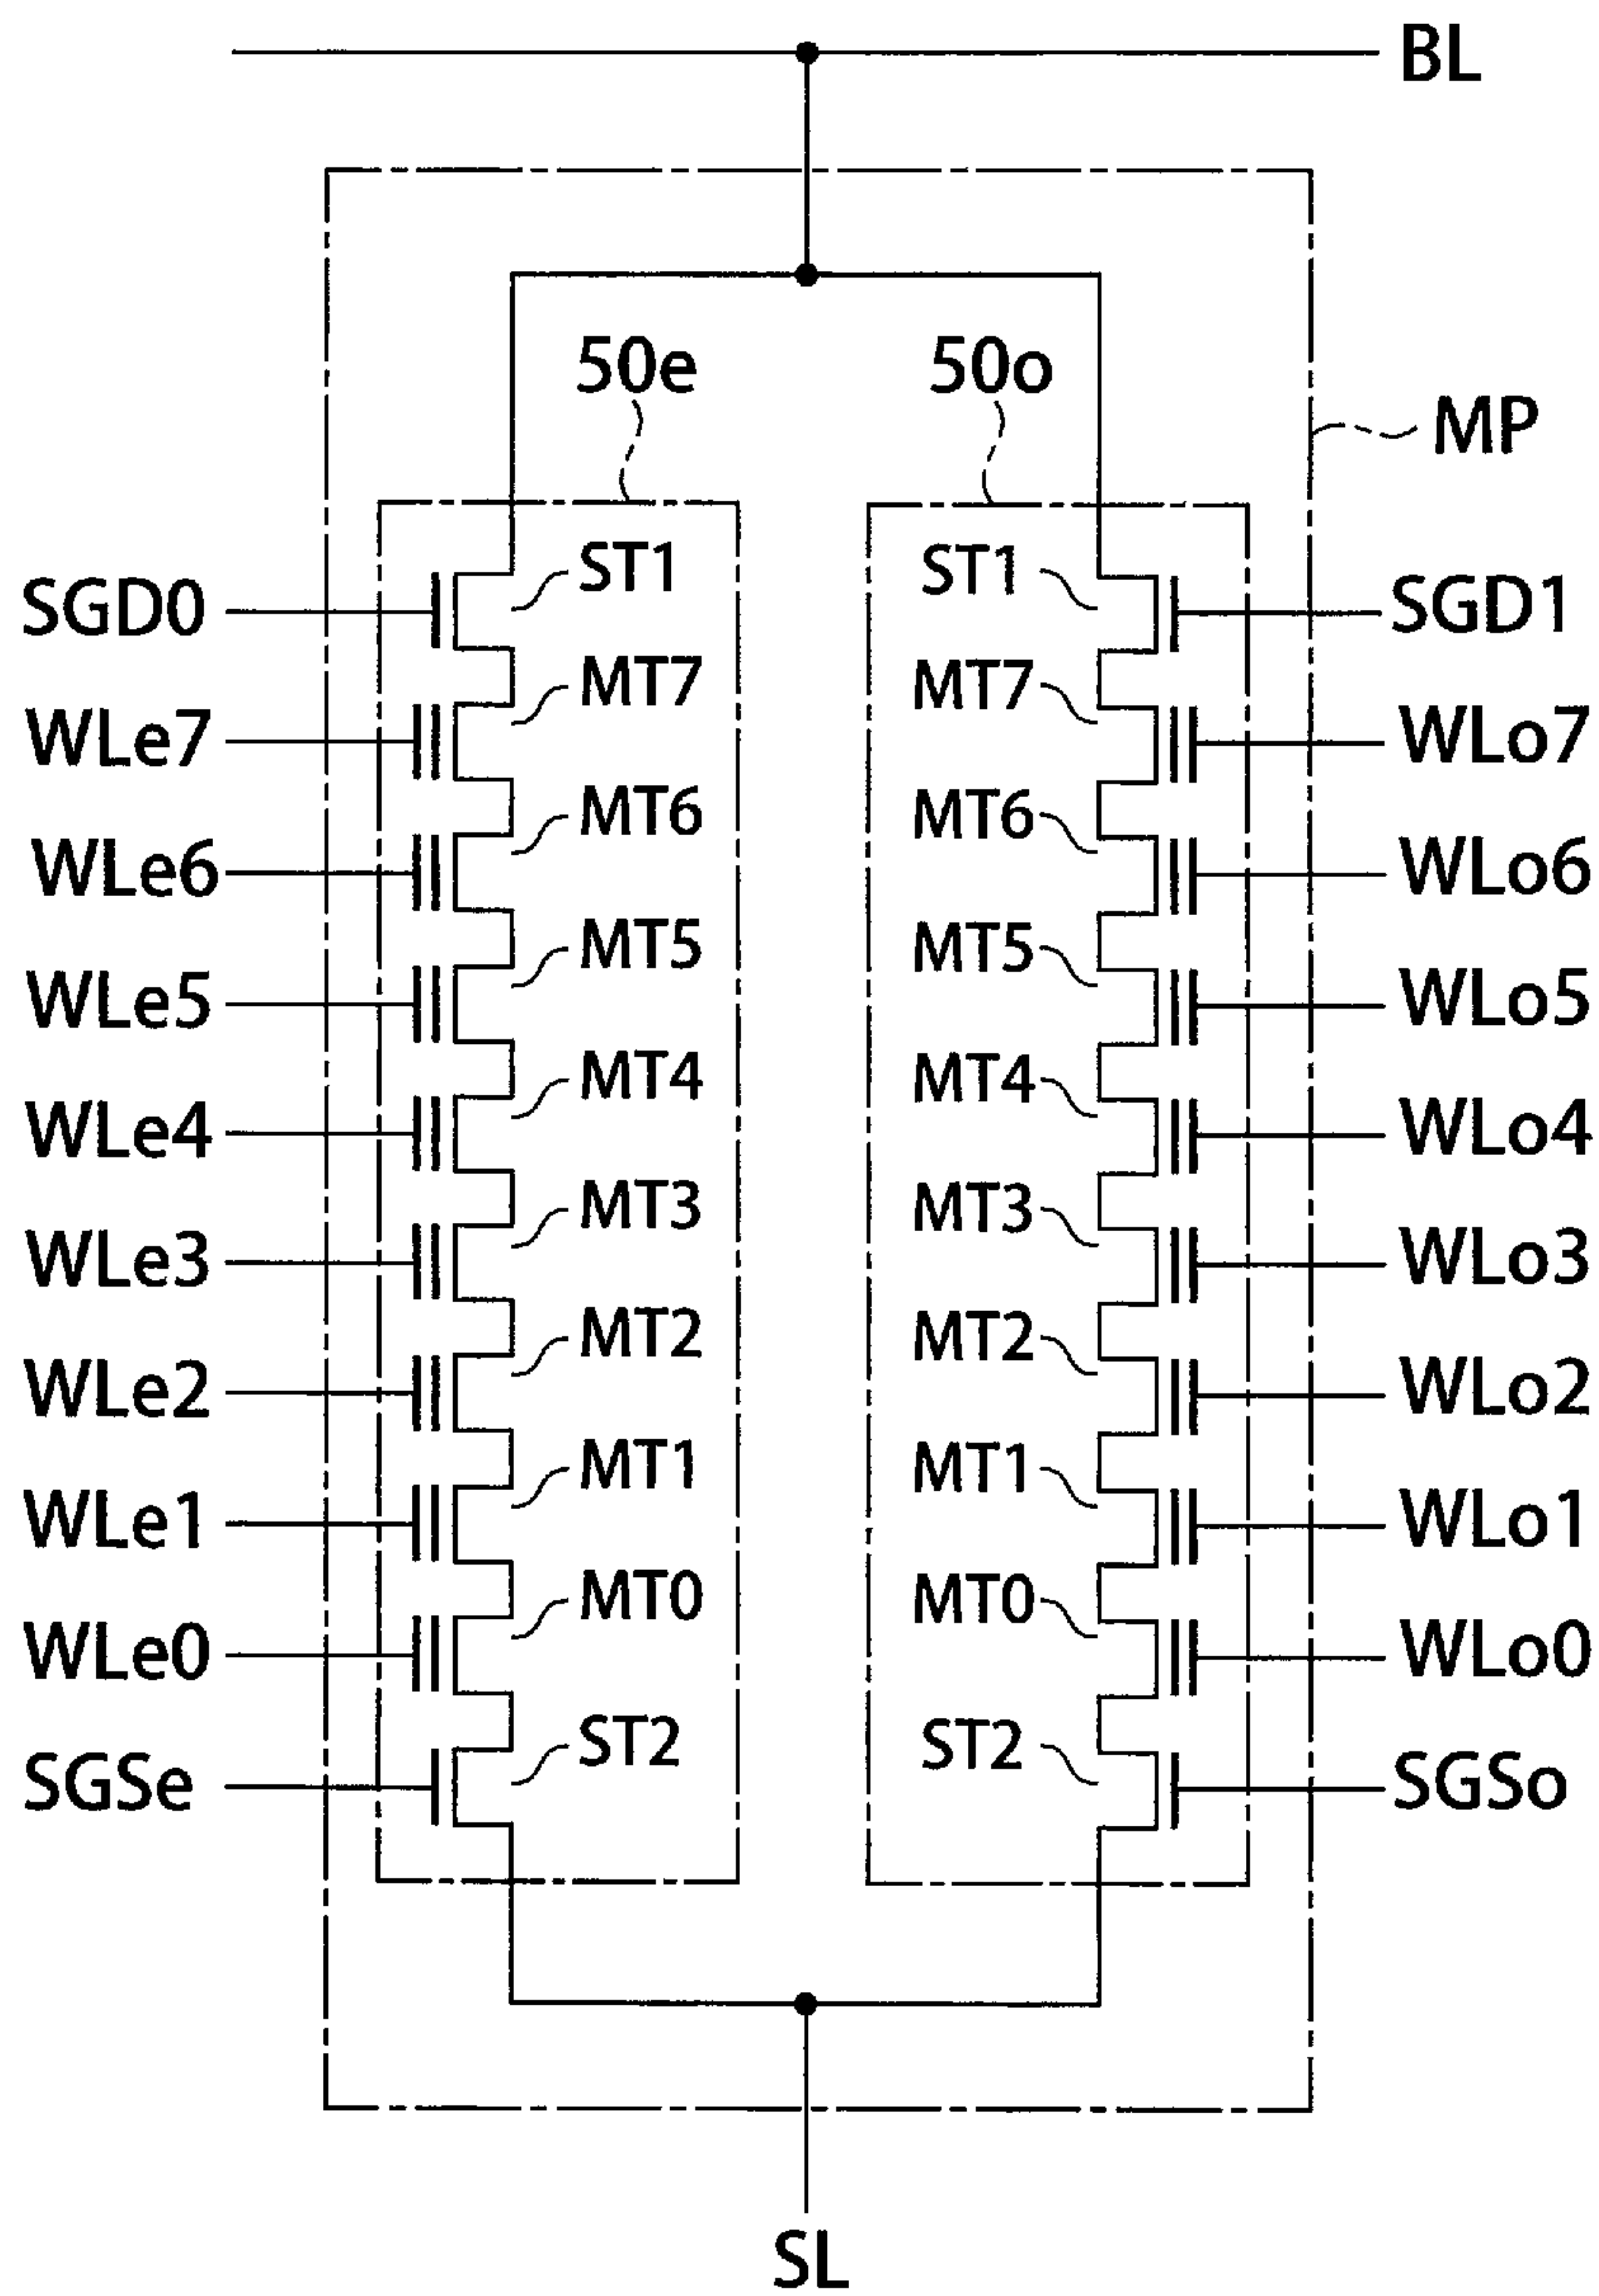 BL
50e 50o
MP
SGD0 ST1 ST1 SGD1
WLe7 MT7 MT7 WLo7
WLe6 MT6 MT6 WLo6
WLe5 MT5 MT5 WLo5
WLe4 MT4 MT4 WLo4
WLe3 MT3 MT3 WLo3
WLe2 MT2 MT2 WLo2
WLe1 MT1 MT1 WLo1
WLe0 MT0 MT0 WLo0
SGSe ST2 ST2 SGSo
SL